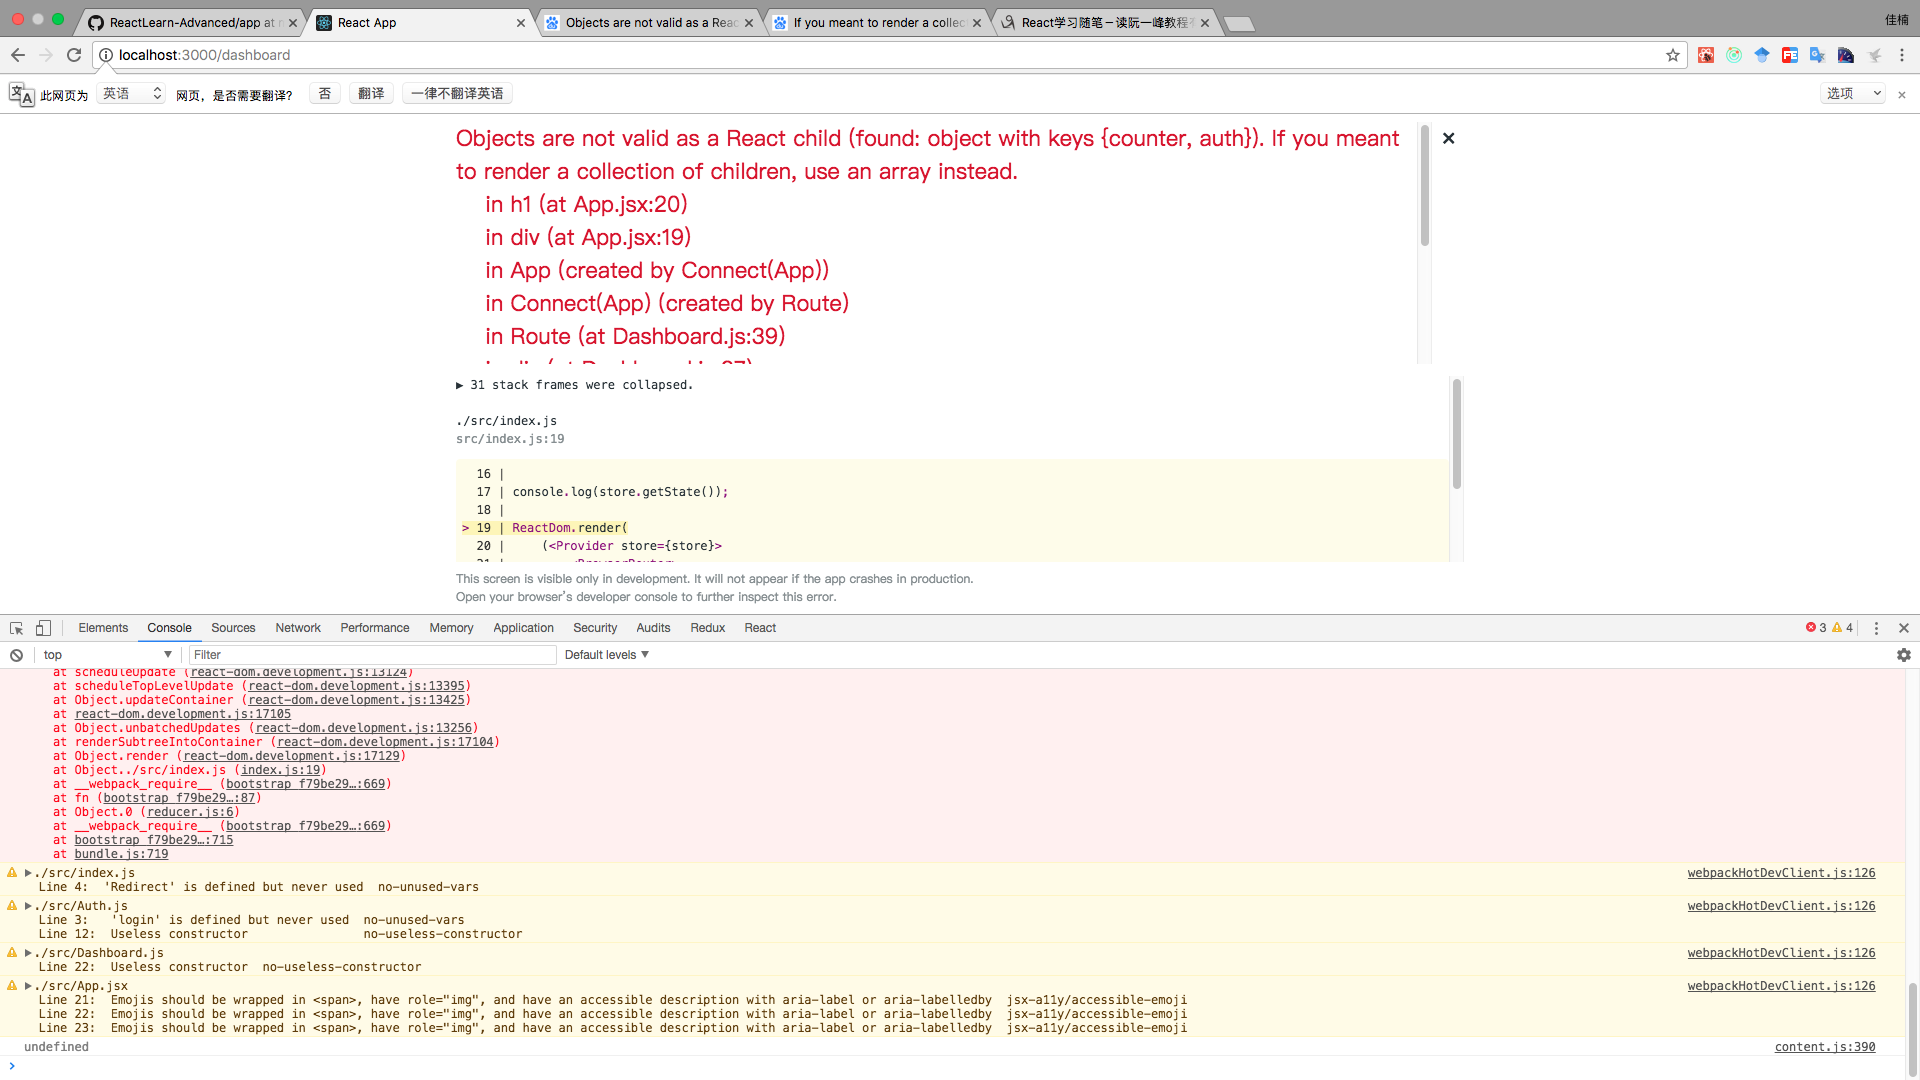 ReactLearn-Advanced/app at m
React App
Objects are not valid as a Reac
If you meant to render a collec
React学习随笔－读阮一峰教程有
佳楠
localhost:3000/dashboard
此网页为 英语 网页，是否需要翻译? 否 翻译 一律不翻译英语 选项
Objects are not valid as a React child (found: object with keys {counter, auth}). If you meant
to render a collection of children, use an array instead.
in h1 (at App.jsx:20)
in div (at App.jsx:19)
in App (created by Connect(App))
in Connect(App) (created by Route)
in Route (at Dashboard.js:39)
▶ 31 stack frames were collapsed.
./src/index.js
src/index.js:19
16 |
17 | console.log(store.getState());
18 |
> 19 | ReactDom.render(
20 |     (<Provider store={store}>
This screen is visible only in development. It will not appear if the app crashes in production.
Open your browser's developer console to further inspect this error.
Elements Console Sources Network Performance Memory Application Security Audits Redux React 3 4
top Filter Default levels
at scheduleUpdate (react-dom.development.js:13124)
at scheduleTopLevelUpdate (react-dom.development.js:13395)
at Object.updateContainer (react-dom.development.js:13425)
at react-dom.development.js:17105
at Object.unbatchedUpdates (react-dom.development.js:13256)
at renderSubtreeIntoContainer (react-dom.development.js:17104)
at Object.render (react-dom.development.js:17129)
at Object../src/index.js (index.js:19)
at __webpack_require__ (bootstrap f79be29…:669)
at fn (bootstrap f79be29…:87)
at Object.0 (reducer.js:6)
at __webpack_require__ (bootstrap f79be29…:669)
at bootstrap f79be29…:715
at bundle.js:719
▶./src/index.js webpackHotDevClient.js:126
Line 4:  'Redirect' is defined but never used  no-unused-vars
▶./src/Auth.js webpackHotDevClient.js:126
Line 3:   'login' is defined but never used  no-unused-vars
Line 12:  Useless constructor                no-useless-constructor
▶./src/Dashboard.js webpackHotDevClient.js:126
Line 22:  Useless constructor  no-useless-constructor
▶./src/App.jsx webpackHotDevClient.js:126
Line 21:  Emojis should be wrapped in <span>, have role="img", and have an accessible description with aria-label or aria-labelledby  jsx-a11y/accessible-emoji
Line 22:  Emojis should be wrapped in <span>, have role="img", and have an accessible description with aria-label or aria-labelledby  jsx-a11y/accessible-emoji
Line 23:  Emojis should be wrapped in <span>, have role="img", and have an accessible description with aria-label or aria-labelledby  jsx-a11y/accessible-emoji
undefined content.js:390
>